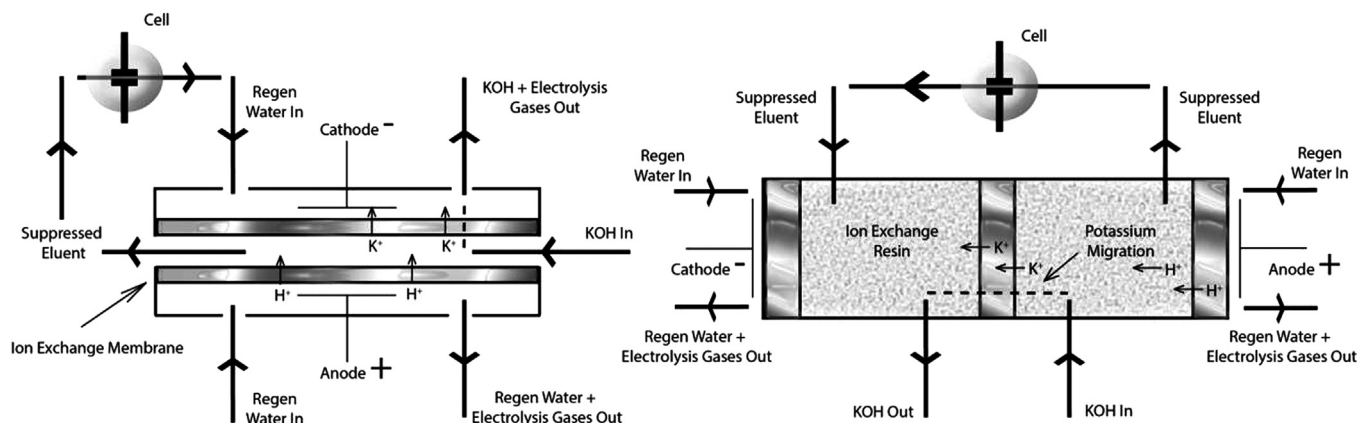 Cell
Regen
Water In
KOH + Electrolysis
Gases Out
Cathode -
Suppressed
Eluent
K+
K+
KOH In
H+
H+
Ion Exchange Membrane
Anode +
Regen
Water In
Regen Water +
Electrolysis Gases Out
Cell
Suppressed
Eluent
Suppressed
Eluent
Regen
Water In
Regen
Water In
Ion Exchange
Resin
Potassium
Migration
K+
K+
H+
H+
Cathode -
Anode +
Regen Water +
Electrolysis Gases Out
Regen Water +
Electrolysis Gases Out
KOH Out
KOH In